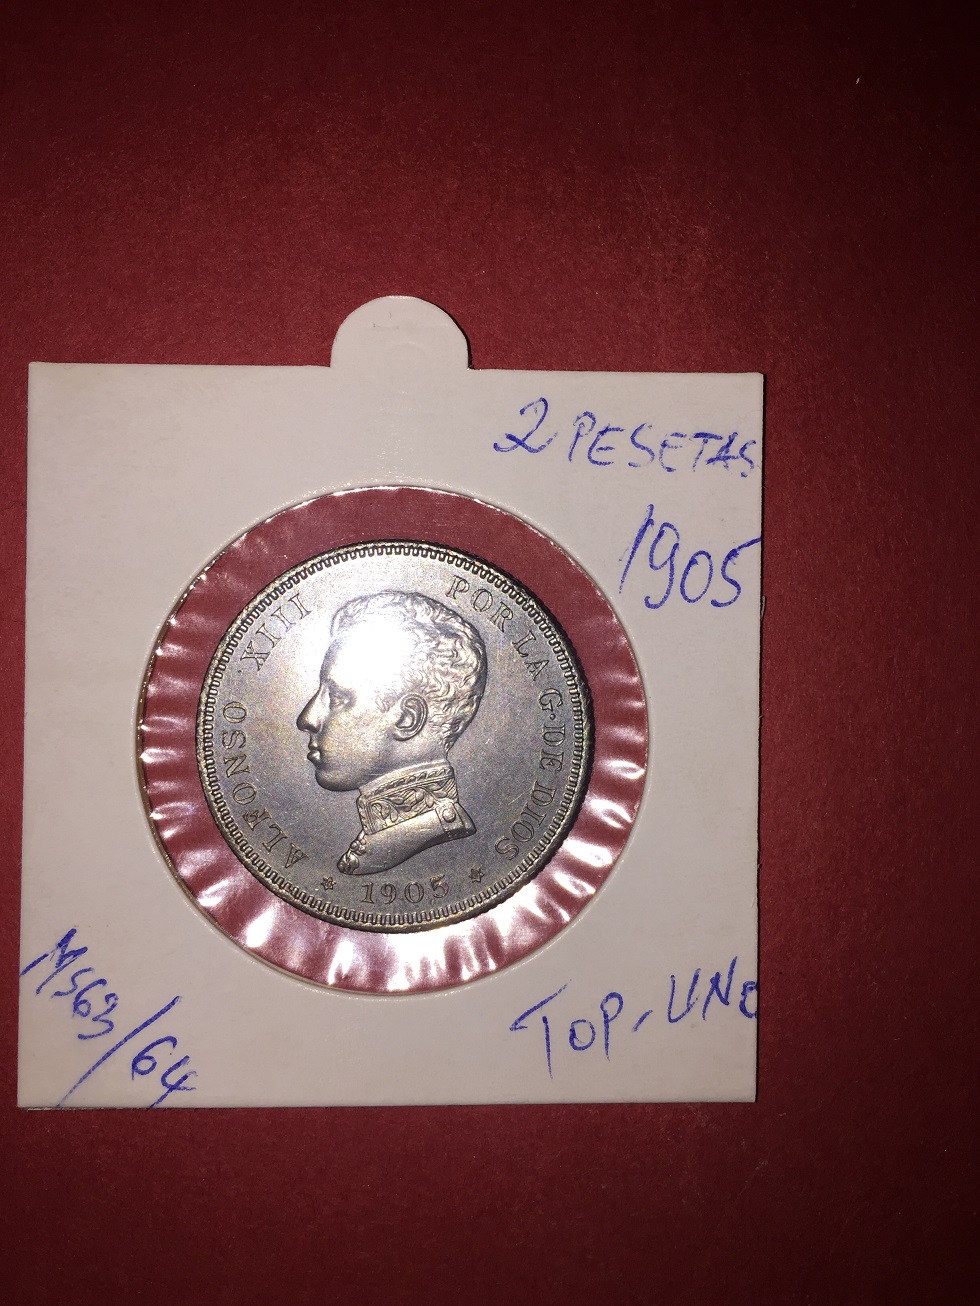 2 PESETAS
1905
ALFONSO XIII POR LA G. DE DIOS
* 1905 *
MS63/64
TOP-UNC